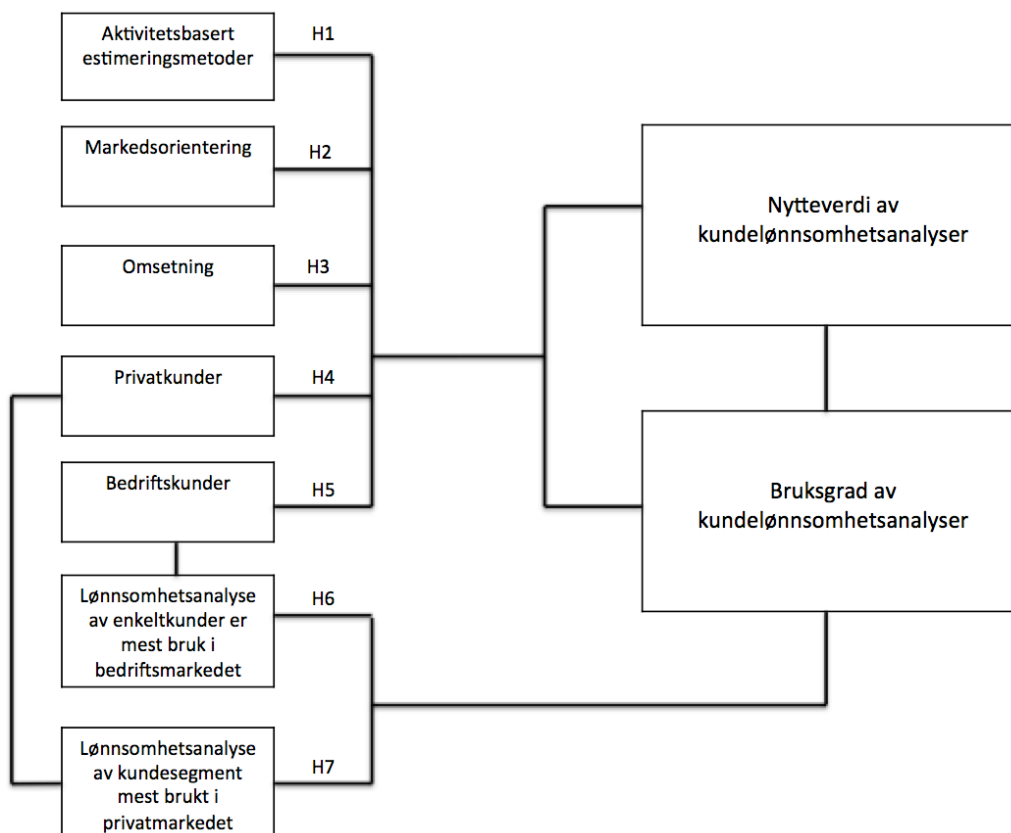 Aktivitetsbasert
estimeringsmetoder
H1
Markedsorientering
H2
Omsetning
H3
Privatkunder
H4
Bedriftskunder
H5
Lønnsomhetsanalyse
av enkeltkunder er
mest bruk i
bedriftsmarkedet
H6
Lønnsomhetsanalyse
av kundesegment
mest brukt i
privatmarkedet
H7
Nytteverdi av
kundelønnsomhetsanalyser
Bruksgrad av
kundelønnsomhetsanalyser